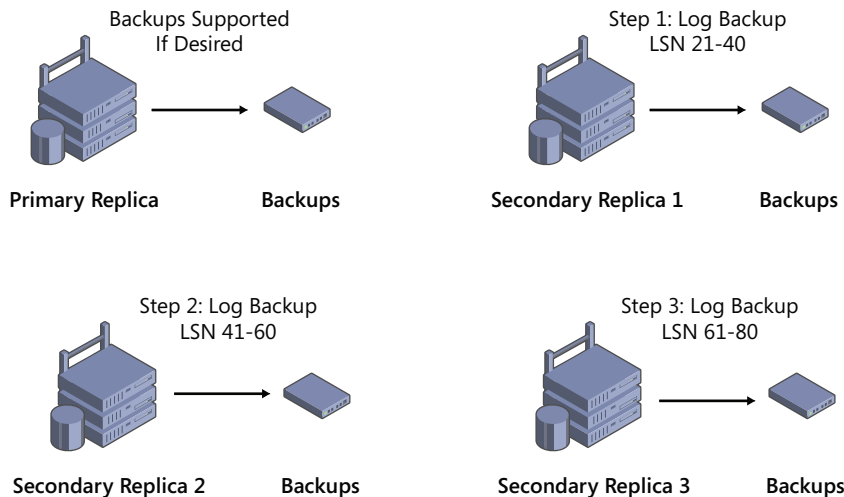 Backups Supported
If Desired
Primary Replica
Backups
Step 1: Log Backup
LSN 21-40
Secondary Replica 1
Backups
Step 2: Log Backup
LSN 41-60
Secondary Replica 2
Backups
Step 3: Log Backup
LSN 61-80
Secondary Replica 3
Backups